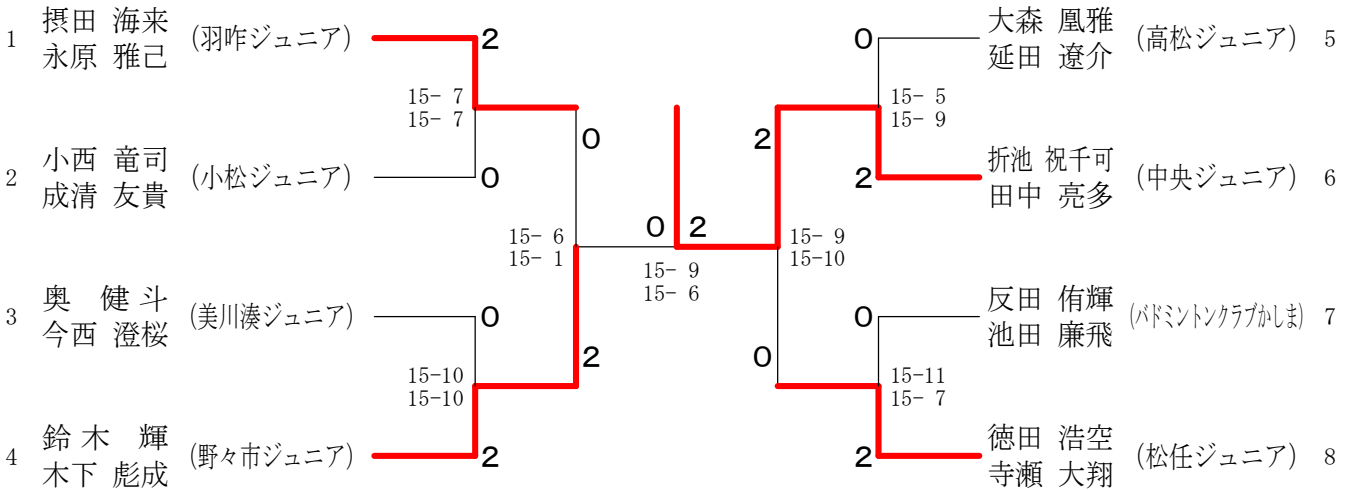 1 摂田 海来 (羽咋ジュニア) 2
永原 雅己
15- 7
15- 7
2 小西 竜司 (小松ジュニア) 0
成清 友貴
0
15- 6
15- 1
3 奥 健斗 (美川湊ジュニア) 0
今西 澄桜
2
15-10
15-10
4 鈴木 輝 (野々市ジュニア) 2
木下 彪成
0 2
15- 9
15- 6
0 大森 凰雅 (高松ジュニア) 5
延田 遼介
15- 5
15- 9
2
2 折池 祝千可 (中央ジュニア) 6
田中 亮多
15- 9
15-10
0 反田 侑輝 (バドミントンクラブかしま) 7
池田 廉飛
0
15-11
15- 7
2 徳田 浩空 (松任ジュニア) 8
寺瀬 大翔